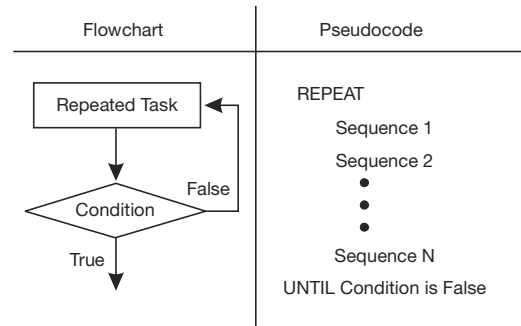 Flowchart
Pseudocode
Repeated Task
False
Condition
True
REPEAT
Sequence 1
Sequence 2
Sequence N
UNTIL Condition is False